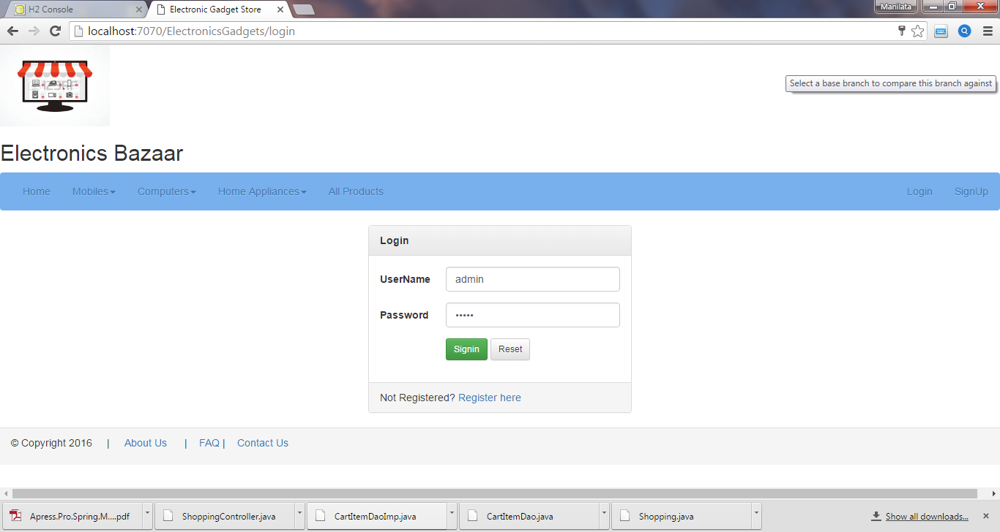 H2 Console
Electronic Gadget Store
Manilata
localhost:7070/ElectronicsGadgets/login
Select a base branch to compare this branch against
Electronics Bazaar
Home Mobiles Computers Home Appliances All Products Login SignUp
Login
UserName admin
Password •••••
Signin Reset
Not Registered? Register here
© Copyright 2016 | About Us | FAQ | Contact Us
Apress.Pro.Spring.M....pdf ShoppingController.java CartItemDaoImp.java CartItemDao.java Shopping.java Show all downloads...